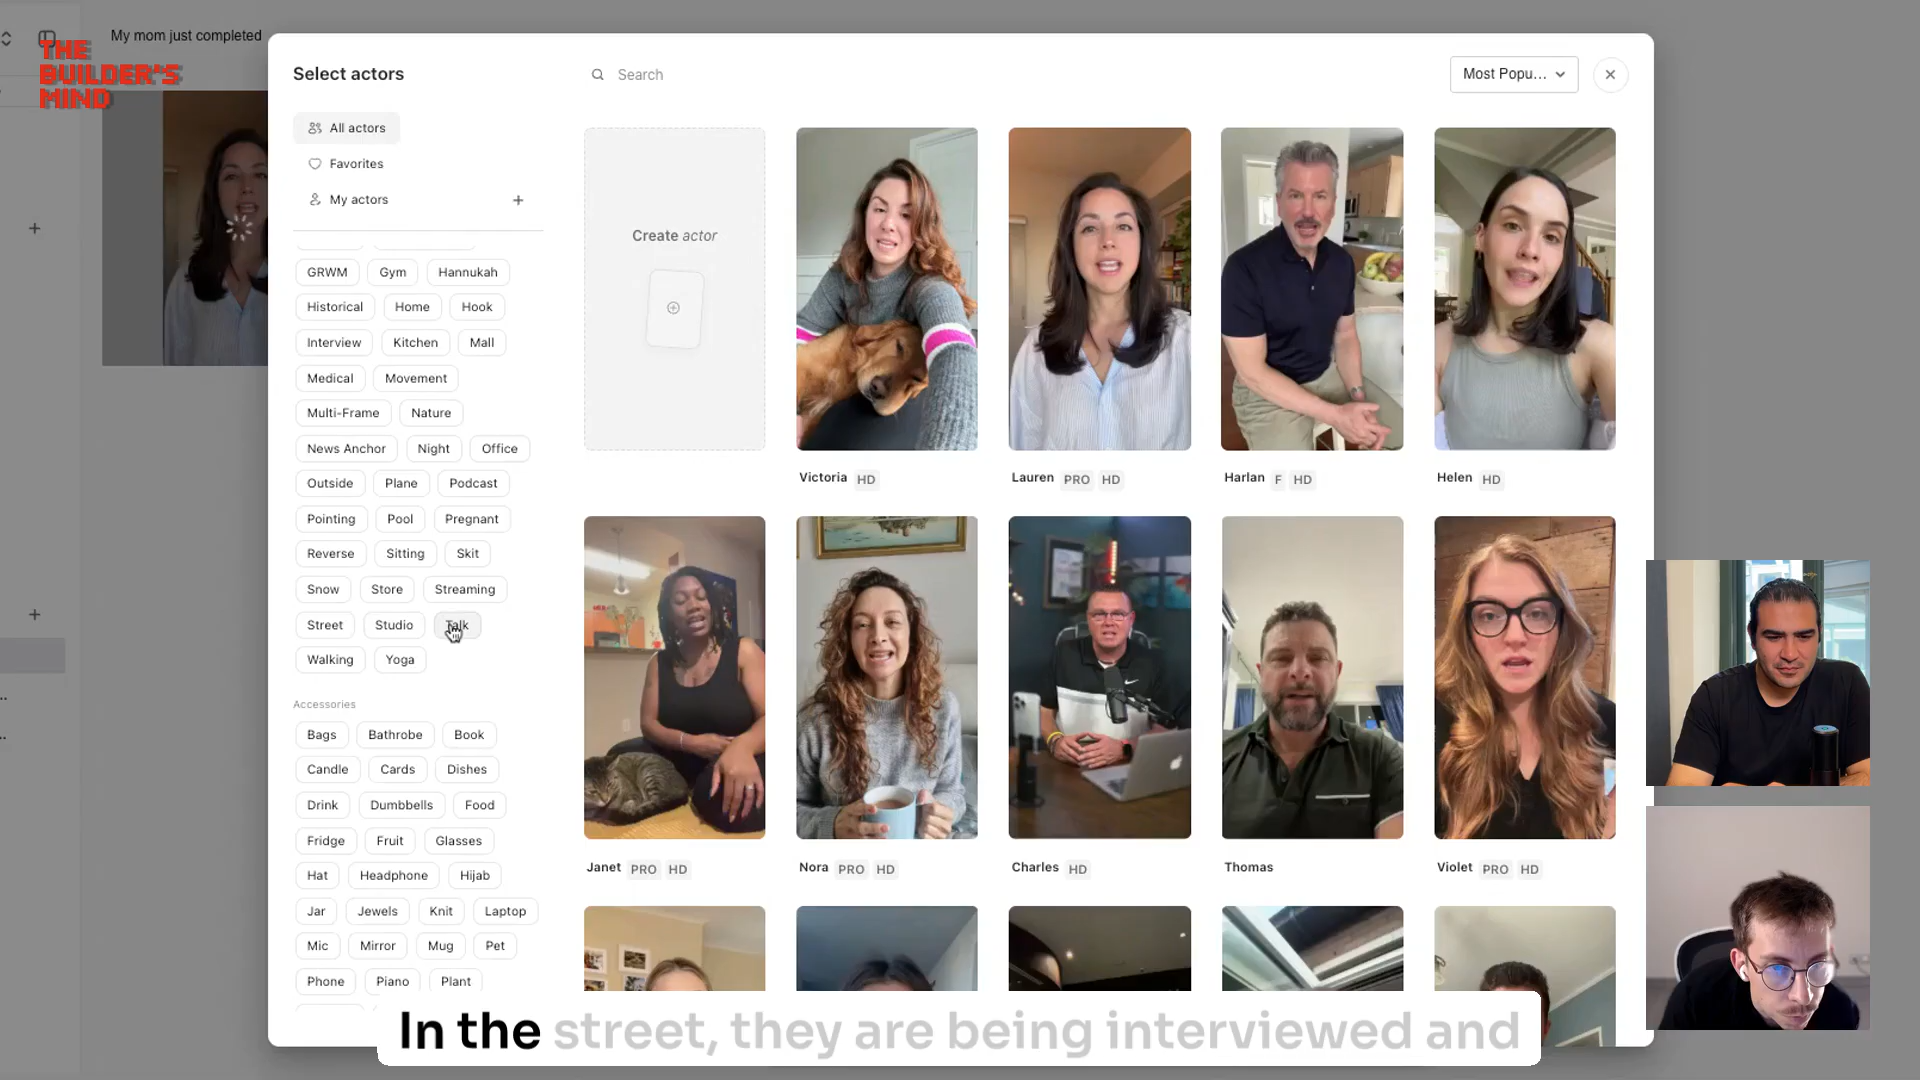 My mom just completed
THE
BUILDER'S
MIND
Select actors
Search
Most Popu...
All actors
Favorites
My actors
GRWM
Gym
Hannukah
Historical
Home
Hook
Interview
Kitchen
Mall
Medical
Movement
Multi-Frame
Nature
News Anchor
Night
Office
Outside
Plane
Podcast
Pointing
Pool
Pregnant
Reverse
Sitting
Skit
Snow
Store
Streaming
Street
Studio
Talk
Walking
Yoga
Accessories
Bags
Bathrobe
Book
Candle
Cards
Dishes
Drink
Dumbbells
Food
Fridge
Fruit
Glasses
Hat
Headphone
Hijab
Jar
Jewels
Knit
Laptop
Mic
Mirror
Mug
Pet
Phone
Piano
Plant
Create actor
Victoria HD
Lauren PRO HD
Harlan F HD
Helen HD
Janet PRO HD
Nora PRO HD
Charles HD
Thomas
Violet PRO HD
In the street, they are being interviewed and